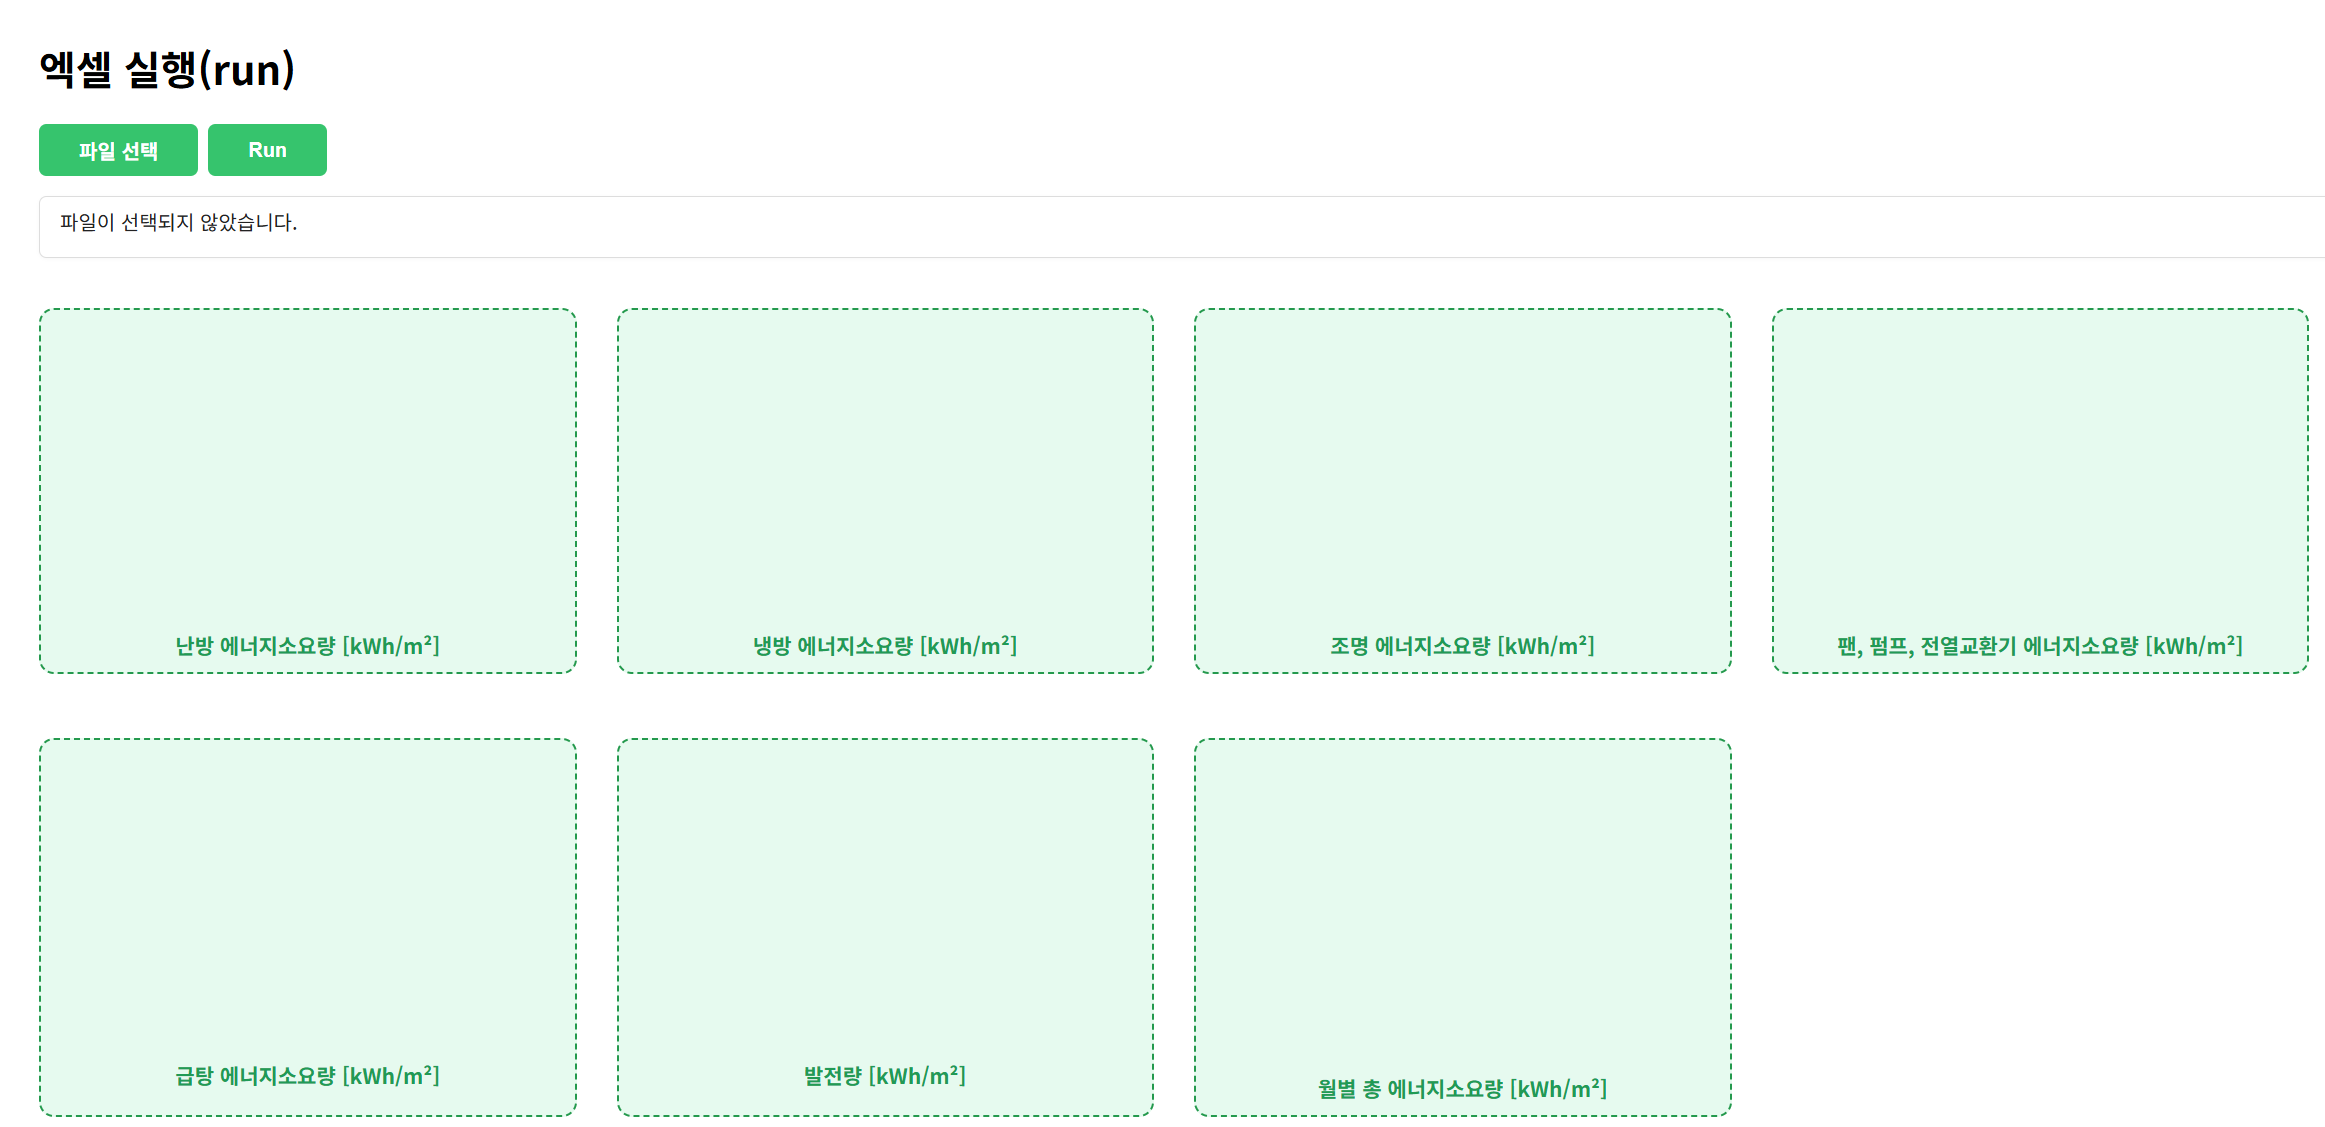 엑셀 실행(run)
파일 선택
Run
파일이 선택되지 않았습니다.
난방 에너지소요량 [kWh/m²]
냉방 에너지소요량 [kWh/m²]
조명 에너지소요량 [kWh/m²]
팬, 펌프, 전열교환기 에너지소요량 [kWh/m²]
급탕 에너지소요량 [kWh/m²]
발전량 [kWh/m²]
월별 총 에너지소요량 [kWh/m²]